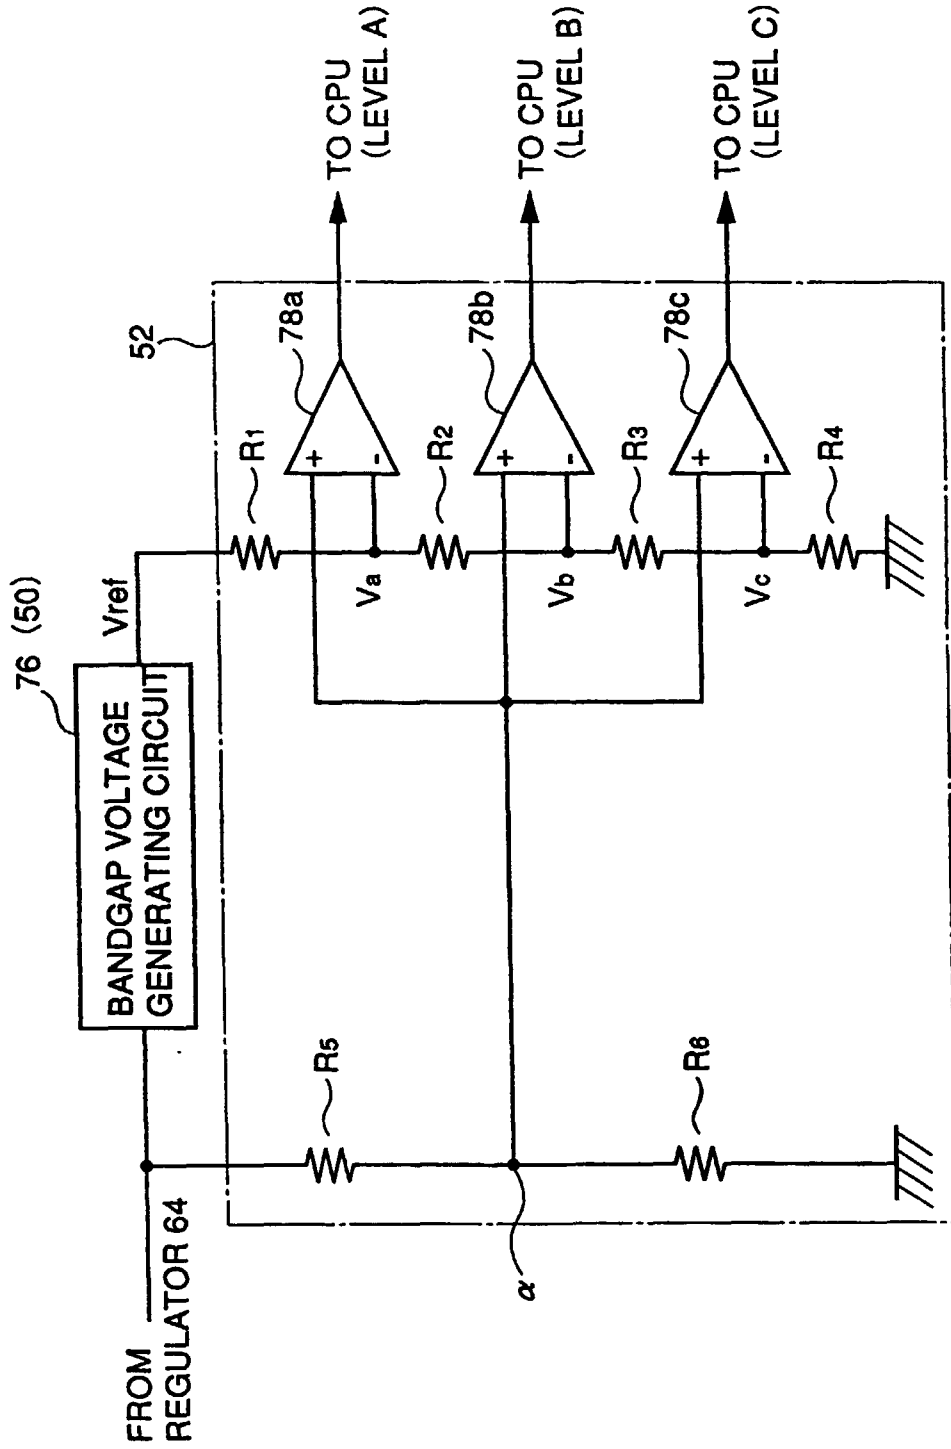 FROM
REGULATOR 64
BANDGAP VOLTAGE
GENERATING CIRCUIT
76 (50)
Vref
52
R1
R2
R3
R4
R5
R6
α
Va
Vb
Vc
78a
+
-
78b
+
-
78c
+
-
TO CPU
(LEVEL A)
TO CPU
(LEVEL B)
TO CPU
(LEVEL C)